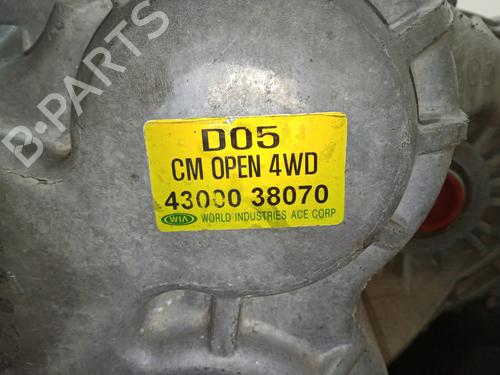 B-PARTS
D05
CM OPEN 4WD
43000 38070
WIA WORLD INDUSTRIES ACE CORP